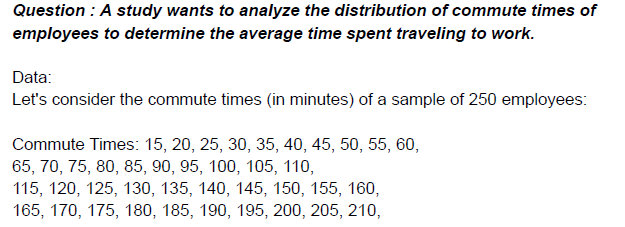 Question : A study wants to analyze the distribution of commute times of
employees to determine the average time spent traveling to work.
Data:
Let's consider the commute times (in minutes) of a sample of 250 employees:
Commute Times: 15, 20, 25, 30, 35, 40, 45, 50, 55, 60,
65, 70, 75, 80, 85, 90, 95, 100, 105, 110,
115, 120, 125, 130, 135, 140, 145, 150, 155, 160,
165, 170, 175, 180, 185, 190, 195, 200, 205, 210,